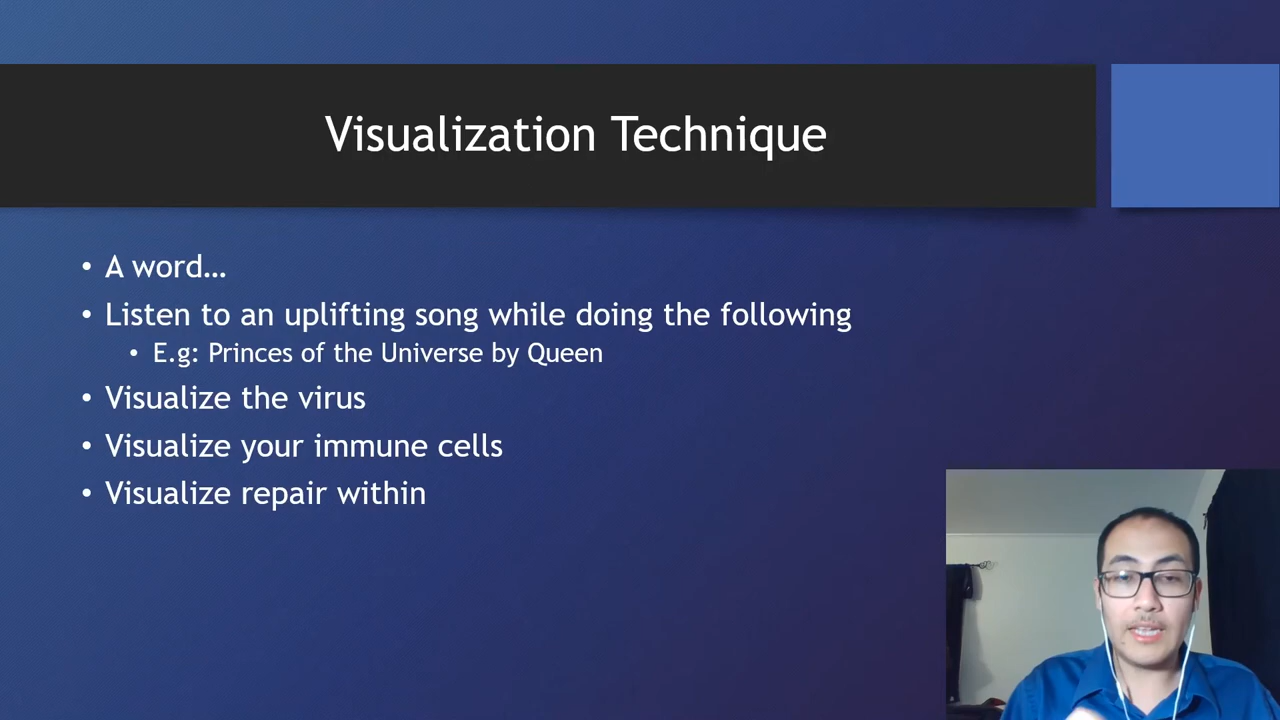 Visualization Technique
• A word…
• Listen to an uplifting song while doing the following
• E.g: Princes of the Universe by Queen
• Visualize the virus
• Visualize your immune cells
• Visualize repair within